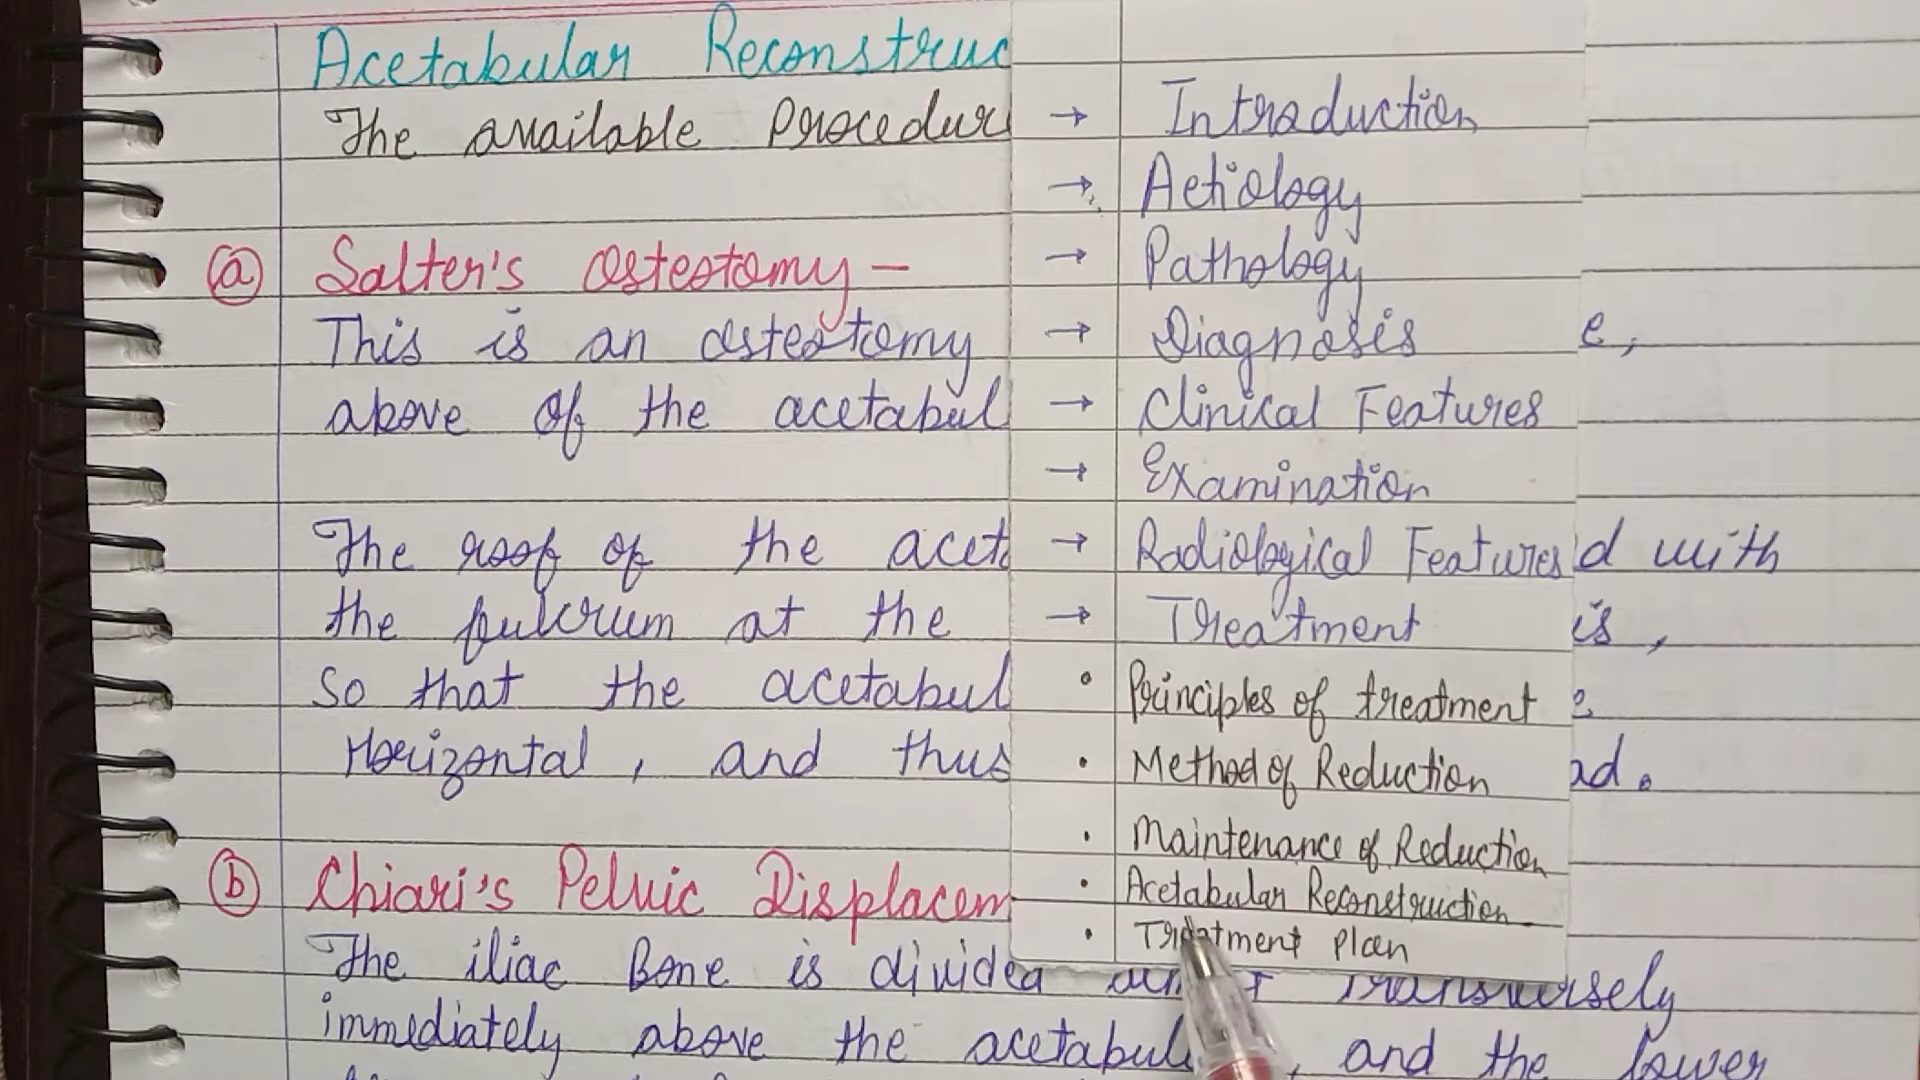 Acetabular Reconstruc
The available Procedur
(a) Salter's Osteotomy –
This is an osteotomy
above of the acetabul
The roof of the acet
the fulcrum at the
so that the acetabul
Horizontal, and thus
(b) Chiari's Pelvic Displacem
The iliac Bone is divided Transversely
immediately above the acetabul , and the lower
→ Introduction
→ Aetiology
→ Pathology
→ Diagnosis
→ Clinical Features
→ Examination
→ Radiological Features
→ Treatment
• Principles of treatment
• Method of Reduction
• Maintenance of Reduction
• Acetabular Reconstruction
• Treatment Plan
e,
d with
is,
e
ad.